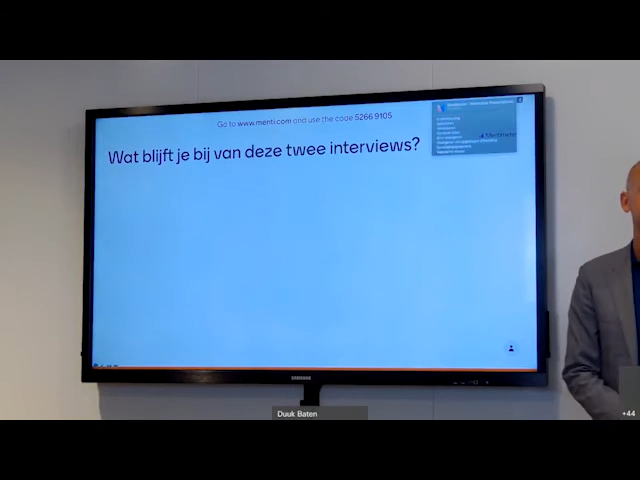 Go to www.menti.com and use the code 5266 9105
Mentimeter
Wat blijft je bij van deze twee interviews?
SAMSUNG
Duuk Baten
+44